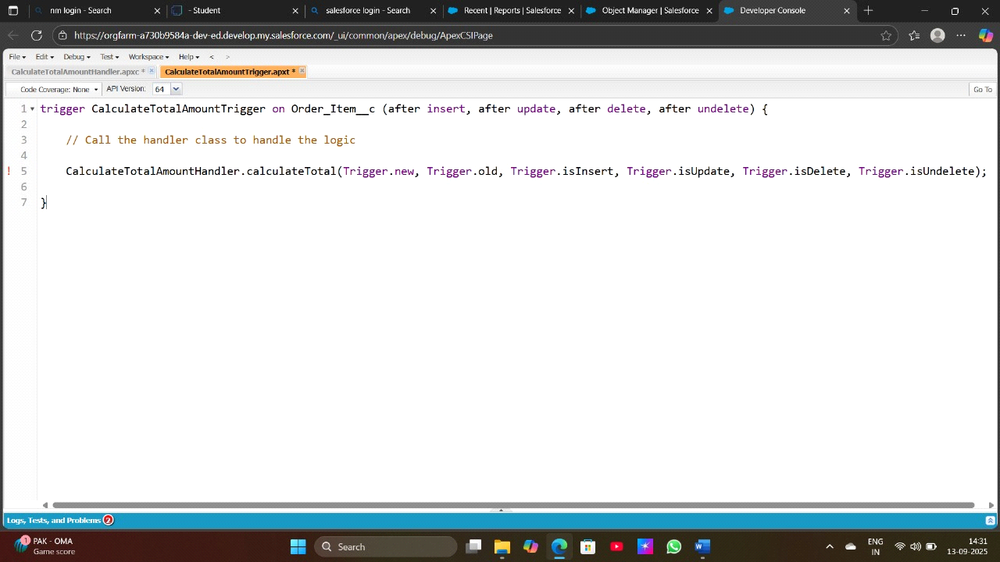 nm login - Search
- Student
salesforce login - Search
Recent | Reports | Salesforce
Object Manager | Salesforce
Developer Console
https://orgfarm-a730b9584a-dev-ed.develop.my.salesforce.com/_ui/common/apex/debug/ApexCSIPage
File Edit Debug Test Workspace Help < >
CalculateTotalAmountHandler.apxc *
CalculateTotalAmountTrigger.apxt *
Code Coverage: None API Version: 64 Go To
1 trigger CalculateTotalAmountTrigger on Order_Item__c (after insert, after update, after delete, after undelete) {
2
3 // Call the handler class to handle the logic
4
! 5 CalculateTotalAmountHandler.calculateTotal(Trigger.new, Trigger.old, Trigger.isInsert, Trigger.isUpdate, Trigger.isDelete, Trigger.isUndelete);
6
7 }
Logs, Tests, and Problems 2
1 PAK - OMA
Game score
Search
ENG
IN
14:31
13-09-2025